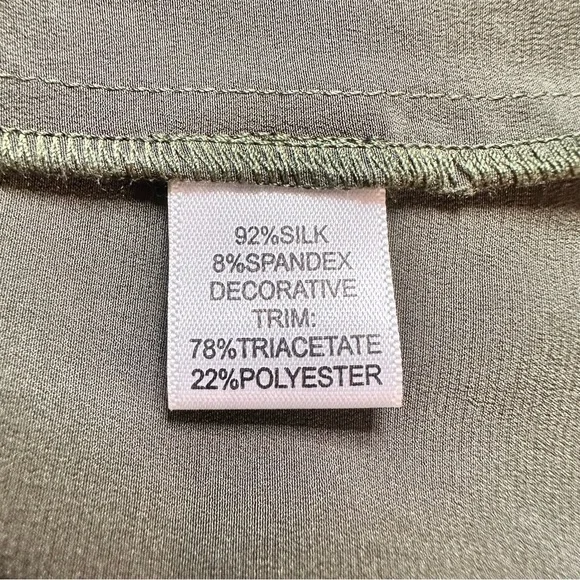 92%SILK
8%SPANDEX
DECORATIVE
TRIM:
78%TRIACETATE
22%POLYESTER